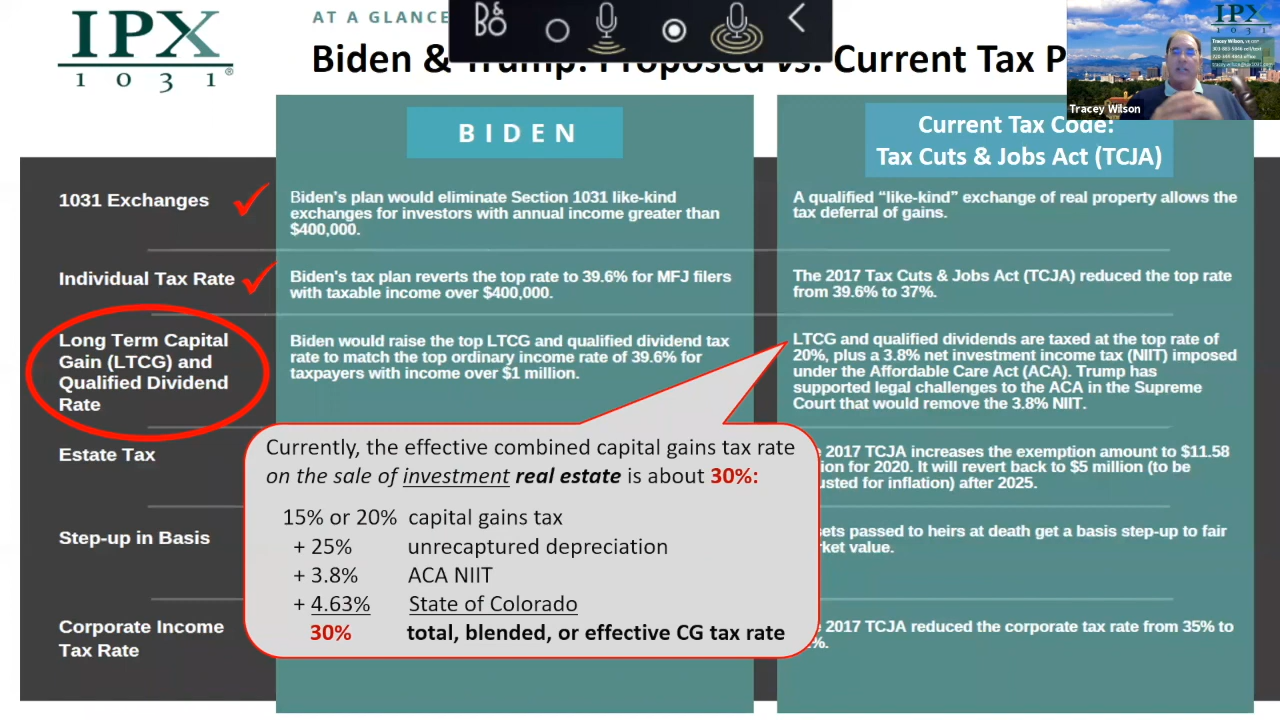 IPX
1031®
AT A GLANCE
B&O
Biden & Trump: Proposed vs. Current Tax P
IPX
1031
Tracey Wilson
BIDEN
Current Tax Code:
Tax Cuts & Jobs Act (TCJA)
1031 Exchanges
Biden's plan would eliminate Section 1031 like-kind
exchanges for investors with annual income greater than
$400,000.
A qualified “like-kind” exchange of real property allows the
tax deferral of gains.
Individual Tax Rate
Biden's tax plan reverts the top rate to 39.6% for MFJ filers
with taxable income over $400,000.
The 2017 Tax Cuts & Jobs Act (TCJA) reduced the top rate
from 39.6% to 37%.
Long Term Capital
Gain (LTCG) and
Qualified Dividend
Rate
Biden would raise the top LTCG and qualified dividend tax
rate to match the top ordinary income rate of 39.6% for
taxpayers with income over $1 million.
LTCG and qualified dividends are taxed at the top rate of
20%, plus a 3.8% net investment income tax (NIIT) imposed
under the Affordable Care Act (ACA). Trump has
supported legal challenges to the ACA in the Supreme
Court that would remove the 3.8% NIIT.
Currently, the effective combined capital gains tax rate
on the sale of investment real estate is about 30%:
15% or 20% capital gains tax
+ 25% unrecaptured depreciation
+ 3.8% ACA NIIT
+ 4.63% State of Colorado
30% total, blended, or effective CG tax rate
Estate Tax
2017 TCJA increases the exemption amount to $11.58
ion for 2020. It will revert back to $5 million (to be
usted for inflation) after 2025.
Step-up in Basis
sets passed to heirs at death get a basis step-up to fair
ket value.
Corporate Income
Tax Rate
2017 TCJA reduced the corporate tax rate from 35% to
%.